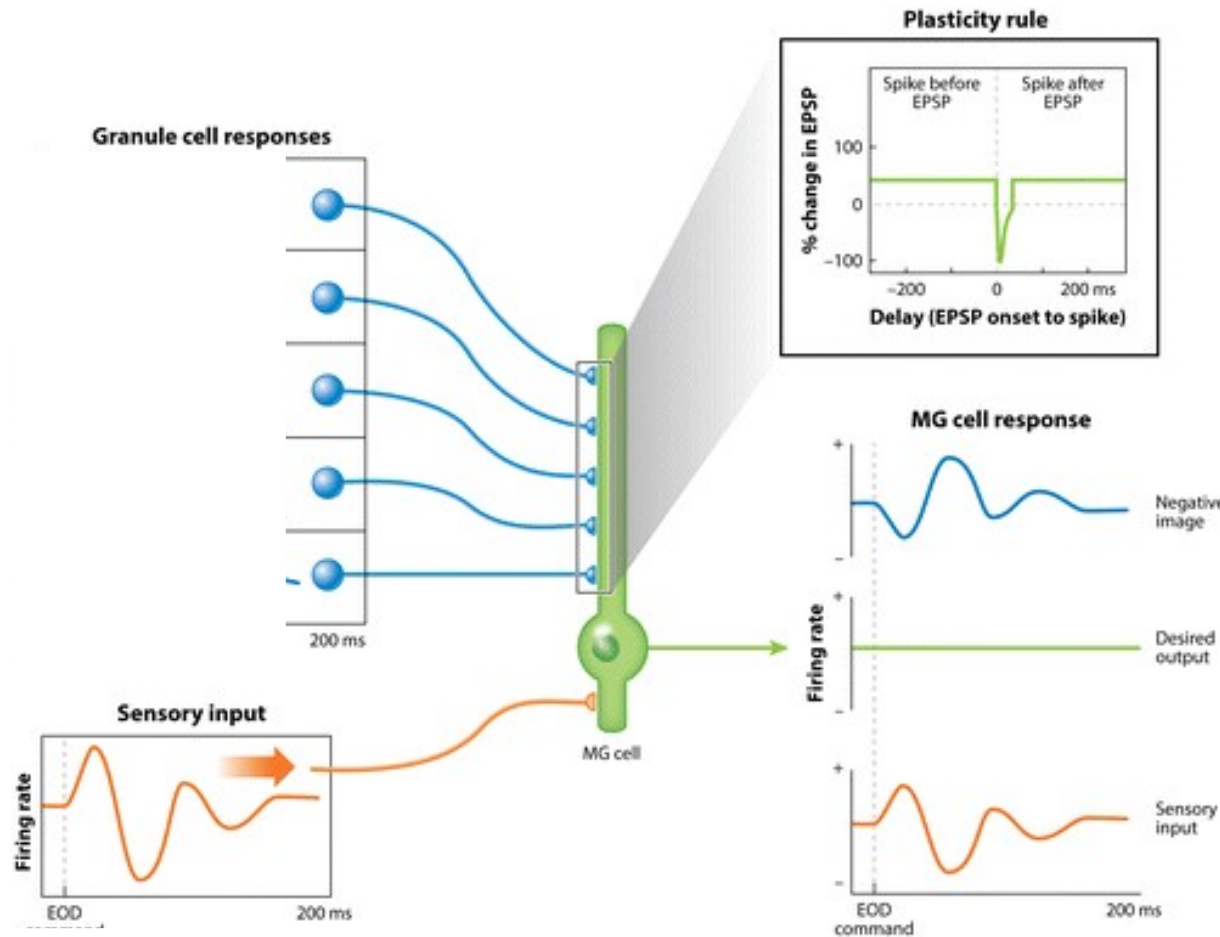 Plasticity rule
Spike before
EPSP
Spike after
EPSP
% change in EPSP
100
0
−100
−200
0
200 ms
Delay (EPSP onset to spike)
Granule cell responses
200 ms
MG cell
Sensory input
Firing rate
EOD
command
200 ms
MG cell response
Firing rate
+
−
Negative
image
+
−
Desired
output
+
−
Sensory
input
EOD
command
200 ms